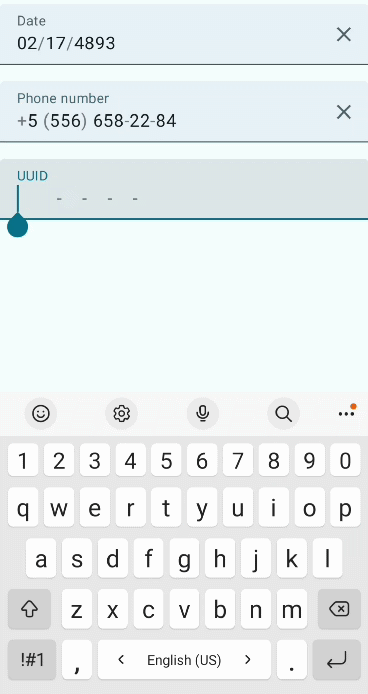 Date
02/17/4893
Phone number
+5 (556) 658-22-84
UUID
- - - -
1 2 3 4 5 6 7 8 9 0
q w e r t y u i o p
a s d f g h j k l
z x c v b n m
!#1 , < English (US) > .